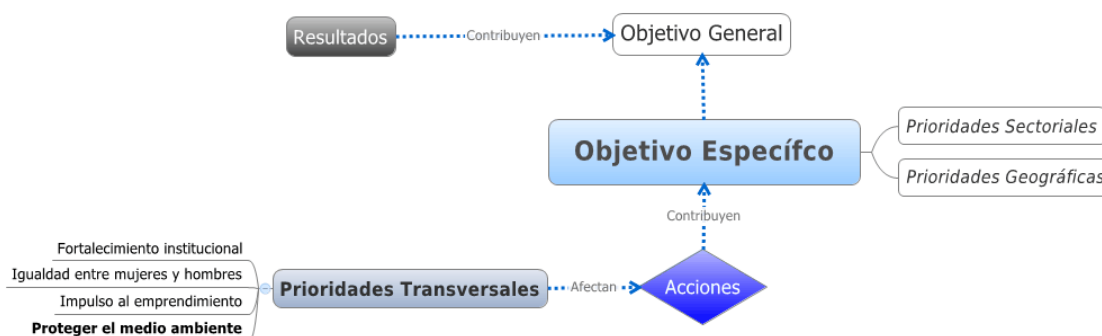 Resultados
Contribuyen
Objetivo General
Objetivo Específco
Prioridades Sectoriales
Prioridades Geográficas
Contribuyen
Fortalecimiento institucional
Igualdad entre mujeres y hombres
Impulso al emprendimiento
Proteger el medio ambiente
Prioridades Transversales
Afectan
Acciones